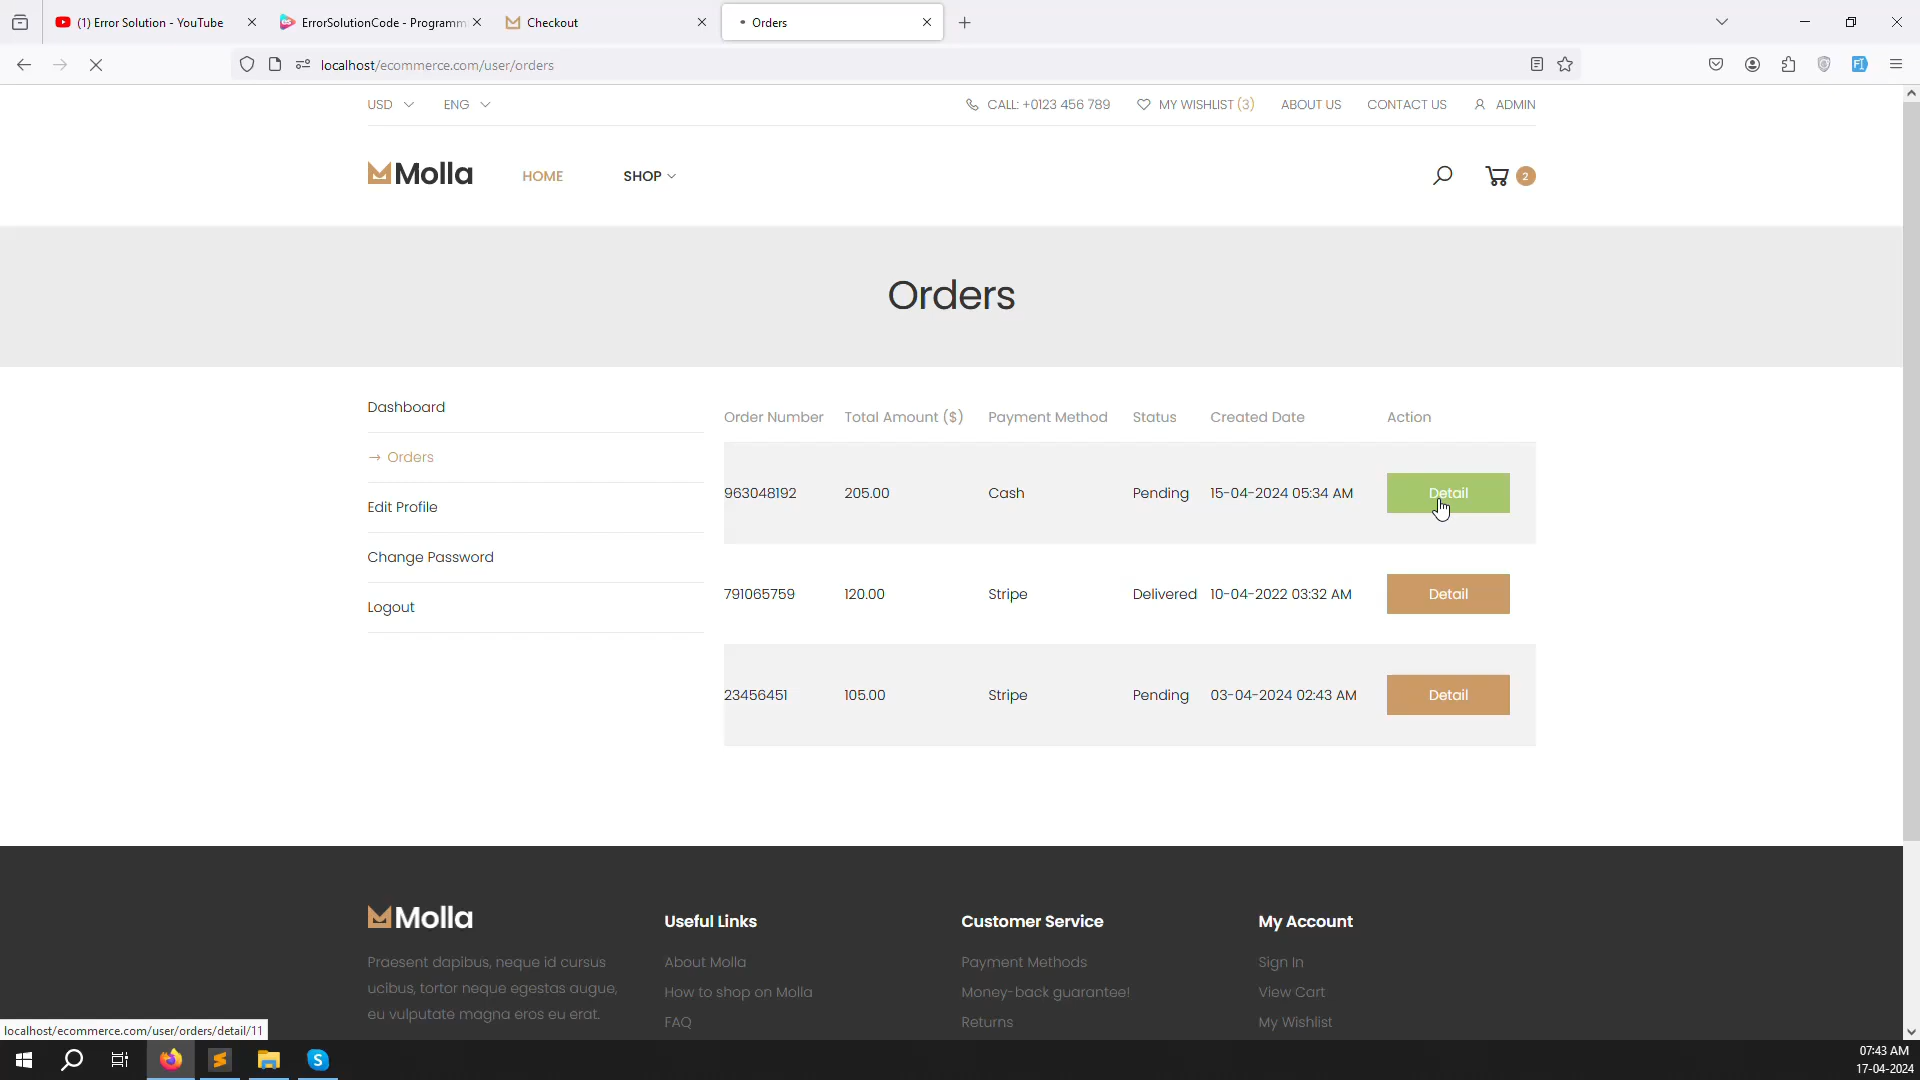 (1) Error Solution - YouTube
ErrorSolutionCode - Programm
Checkout
Orders
localhost/ecommerce.com/user/orders
USD
ENG
CALL: +0123 456 789
MY WISHLIST (3)
ABOUT US
CONTACT US
ADMIN
Molla
HOME
SHOP
2
Orders
Dashboard
Orders
Edit Profile
Change Password
Logout
Order Number Total Amount ($) Payment Method Status Created Date Action
963048192 205.00 Cash Pending 15-04-2024 05:34 AM Detail
791065759 120.00 Stripe Delivered 10-04-2022 03:32 AM Detail
23456451 105.00 Stripe Pending 03-04-2024 02:43 AM Detail
Molla
Praesent dapibus, neque id cursus
ucibus, tortor neque egestas augue,
eu vulputate magna eros eu erat.
Useful Links
About Molla
How to shop on Molla
FAQ
Customer Service
Payment Methods
Money-back guarantee!
Returns
My Account
Sign In
View Cart
My Wishlist
localhost/ecommerce.com/user/orders/detail/11
07:43 AM
17-04-2024